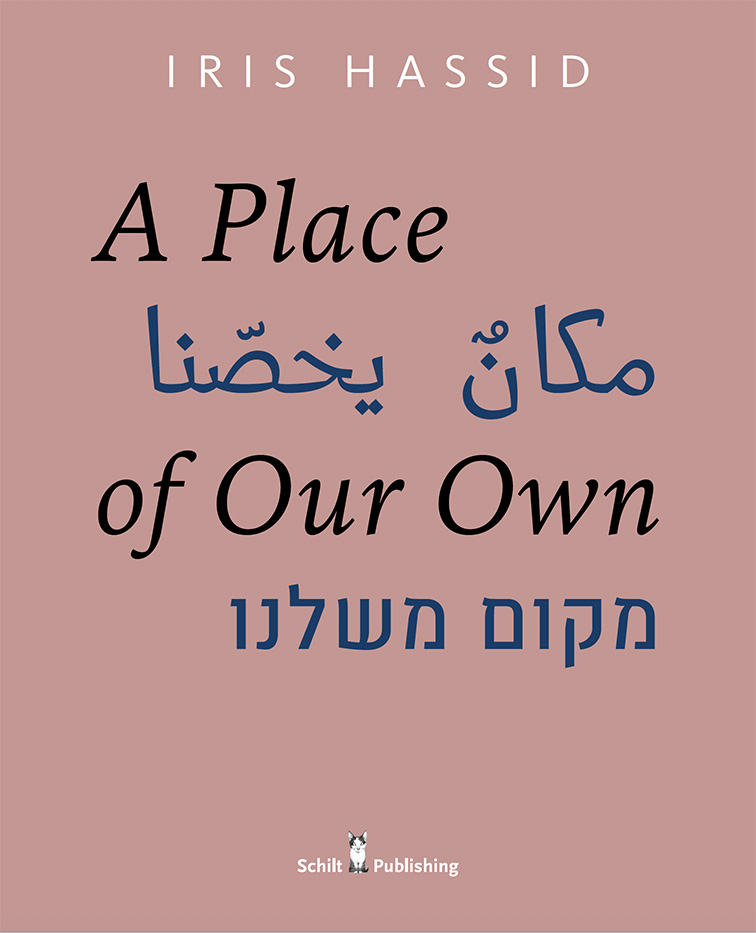 IRIS HASSID
A Place
مكانٌ يخصّنا
of Our Own
מקום משלנו
Schilt Publishing